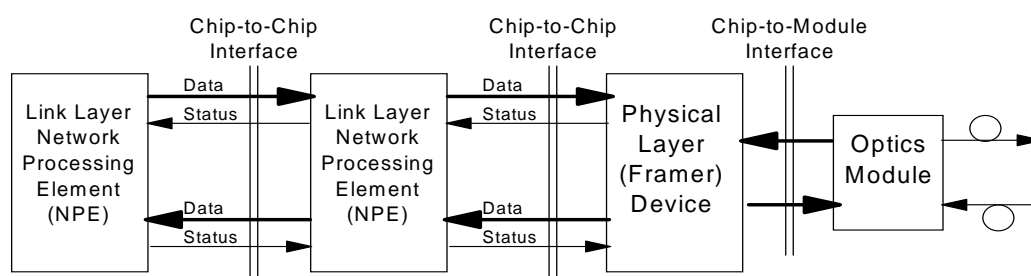 Chip-to-Chip
Interface
Chip-to-Chip
Interface
Chip-to-Module
Interface
Link Layer
Network
Processing
Element
(NPE)
Data
Status
Data
Status
Link Layer
Network
Processing
Element
(NPE)
Data
Status
Data
Status
Physical
Layer
(Framer)
Device
Optics
Module